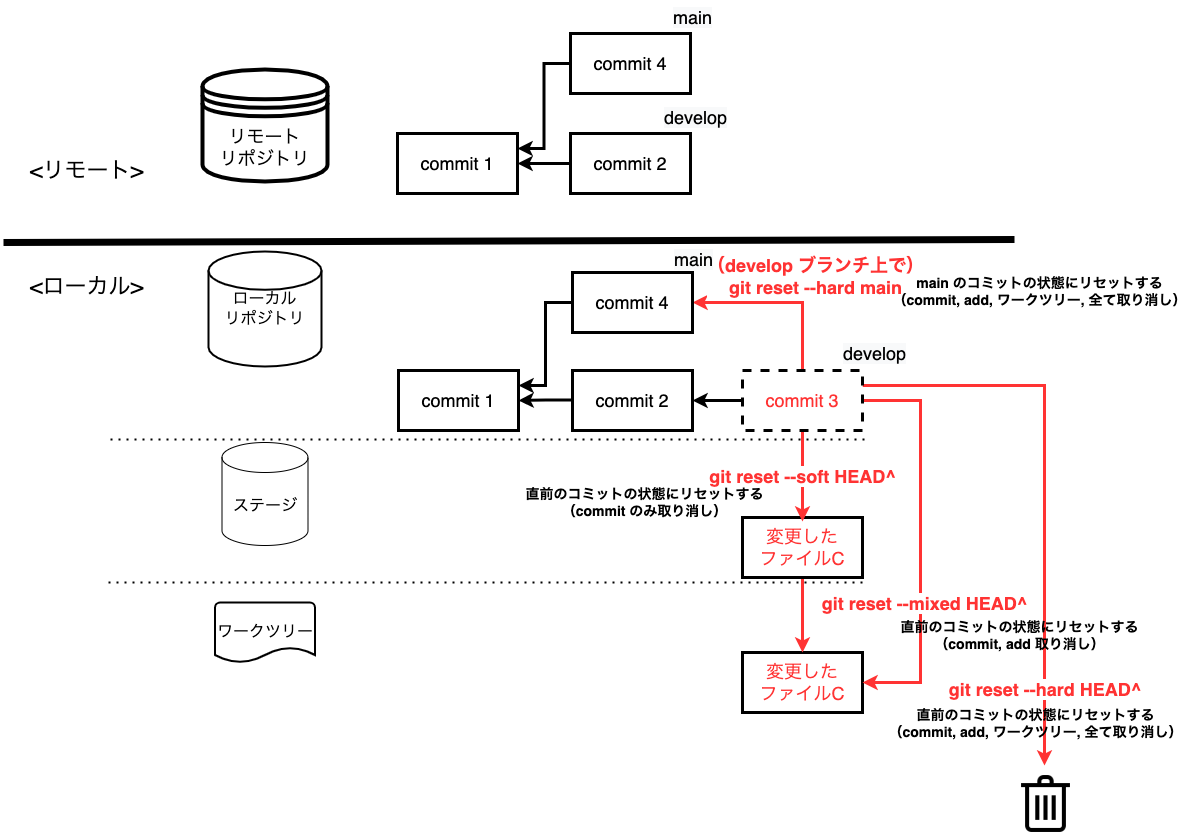 main
commit 4
develop
リモート
リポジトリ
commit 1
commit 2
<リモート>
<ローカル>
ローカル
リポジトリ
main
（develop ブランチ上で）
git reset --hard main
main のコミットの状態にリセットする
（commit, add, ワークツリー, 全て取り消し）
commit 4
develop
commit 1
commit 2
commit 3
ステージ
git reset --soft HEAD^
直前のコミットの状態にリセットする
（commit のみ取り消し）
変更した
ファイルC
ワークツリー
git reset --mixed HEAD^
直前のコミットの状態にリセットする
（commit, add 取り消し）
変更した
ファイルC
git reset --hard HEAD^
直前のコミットの状態にリセットする
（commit, add, ワークツリー, 全て取り消し）